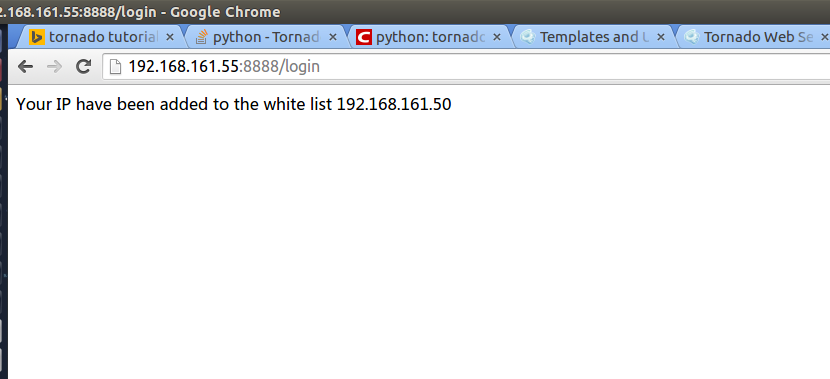 2.168.161.55:8888/login - Google Chrome
tornado tutorial
python - Tornad
python: tornado
Templates and U
Tornado Web Se
192.168.161.55:8888/login
Your IP have been added to the white list 192.168.161.50